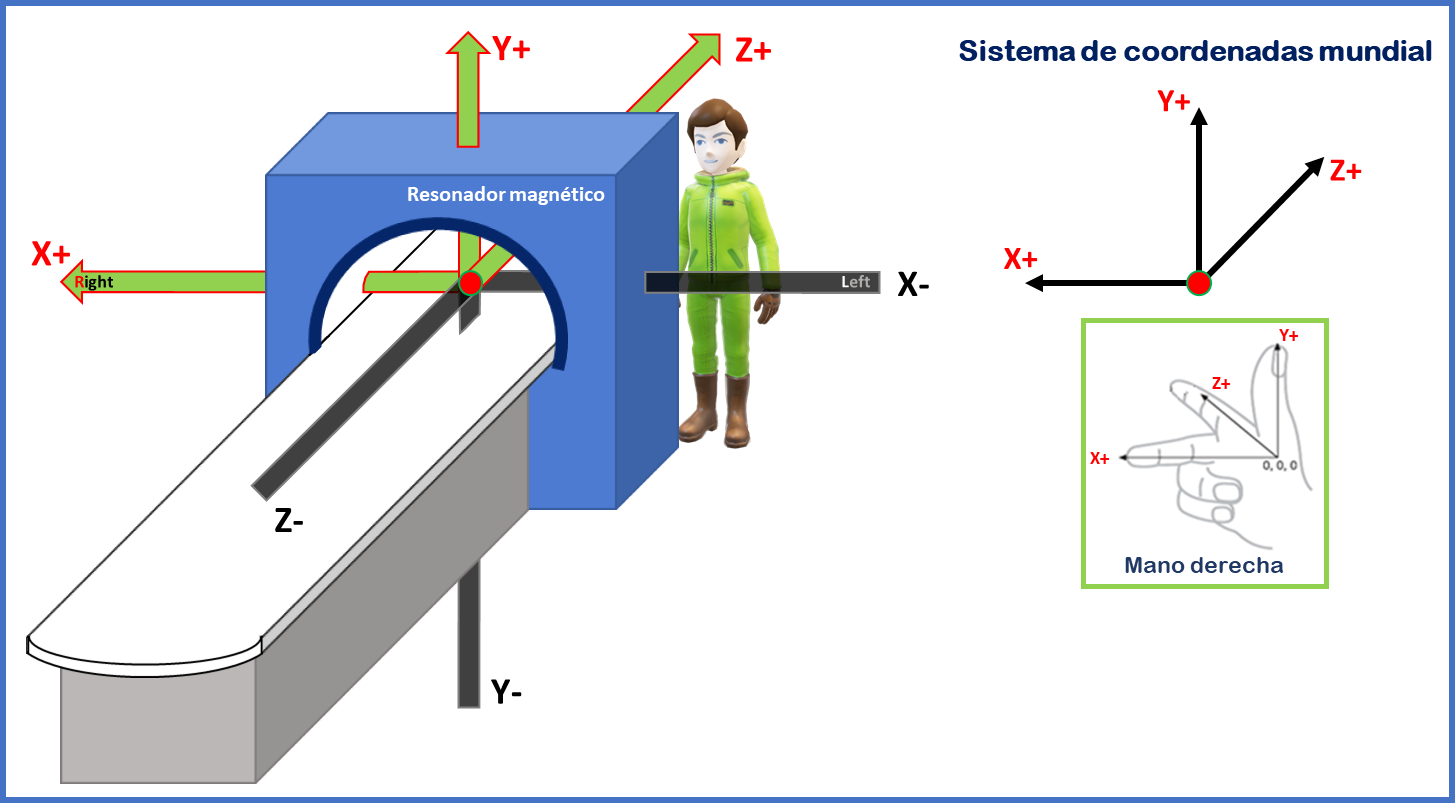 Y+
Z+
Resonador magnético
X+
Right
Left
X-
Z-
Y-
Sistema de coordenadas mundial
Y+
Z+
X+
Y+
Z+
X+
0, 0, 0
Mano derecha